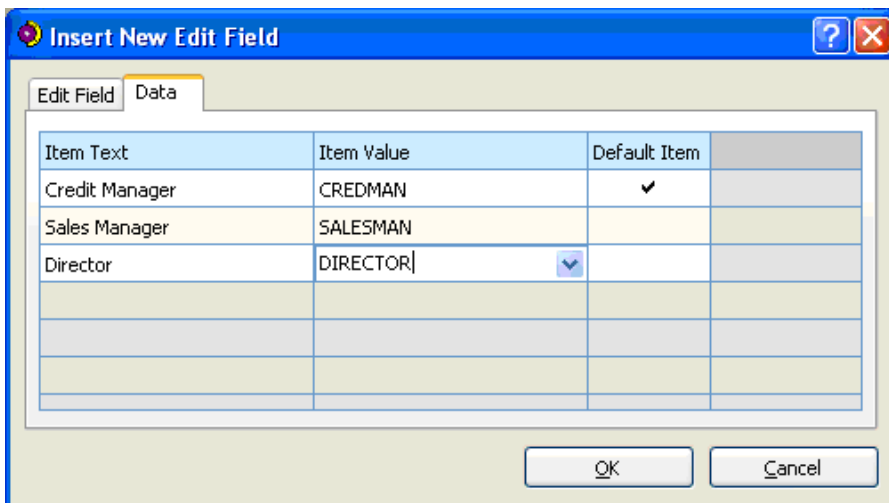 Insert New Edit Field
Edit Field Data
Item Text Item Value Default Item
Credit Manager CREDMAN
Sales Manager SALESMAN
Director DIRECTOR
OK Cancel